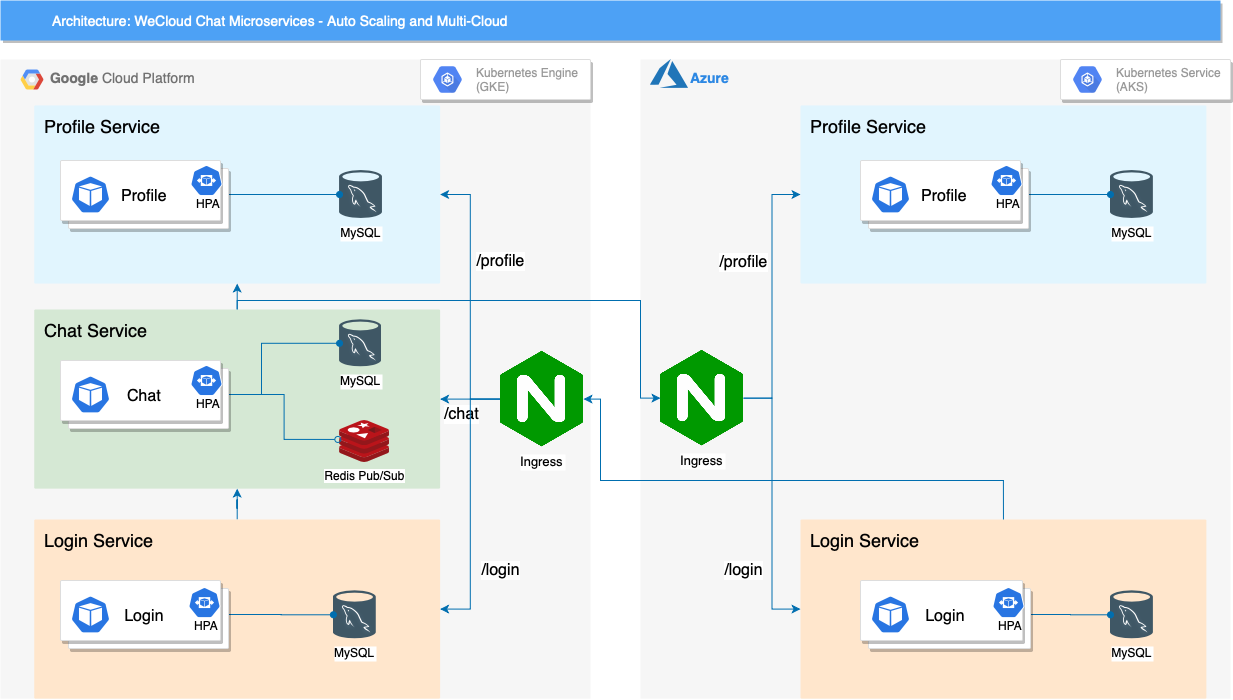 Architecture: WeCloud Chat Microservices - Auto Scaling and Multi-Cloud
Google Cloud Platform
Kubernetes Engine
(GKE)
Profile Service
Profile
HPA
MySQL
Chat Service
Chat
HPA
MySQL
Redis Pub/Sub
Login Service
Login
HPA
MySQL
/profile
/chat
/login
Ingress
Azure
Kubernetes Service
(AKS)
Ingress
/profile
/login
Profile Service
Profile
HPA
MySQL
Login Service
Login
HPA
MySQL